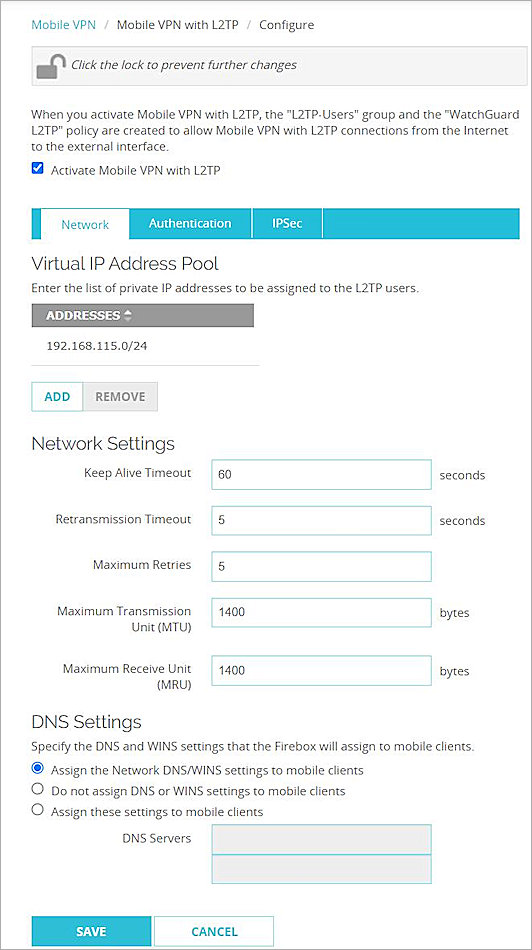 Mobile VPN / Mobile VPN with L2TP / Configure
Click the lock to prevent further changes
When you activate Mobile VPN with L2TP, the "L2TP-Users" group and the "WatchGuard
L2TP" policy are created to allow Mobile VPN with L2TP connections from the Internet
to the external interface.
Activate Mobile VPN with L2TP
Network Authentication IPSec
Virtual IP Address Pool
Enter the list of private IP addresses to be assigned to the L2TP users.
ADDRESSES
192.168.115.0/24
ADD REMOVE
Network Settings
Keep Alive Timeout 60 seconds
Retransmission Timeout 5 seconds
Maximum Retries 5
Maximum Transmission 1400 bytes
Unit (MTU)
Maximum Receive Unit 1400 bytes
(MRU)
DNS Settings
Specify the DNS and WINS settings that the Firebox will assign to mobile clients.
Assign the Network DNS/WINS settings to mobile clients
Do not assign DNS or WINS settings to mobile clients
Assign these settings to mobile clients
DNS Servers
SAVE CANCEL